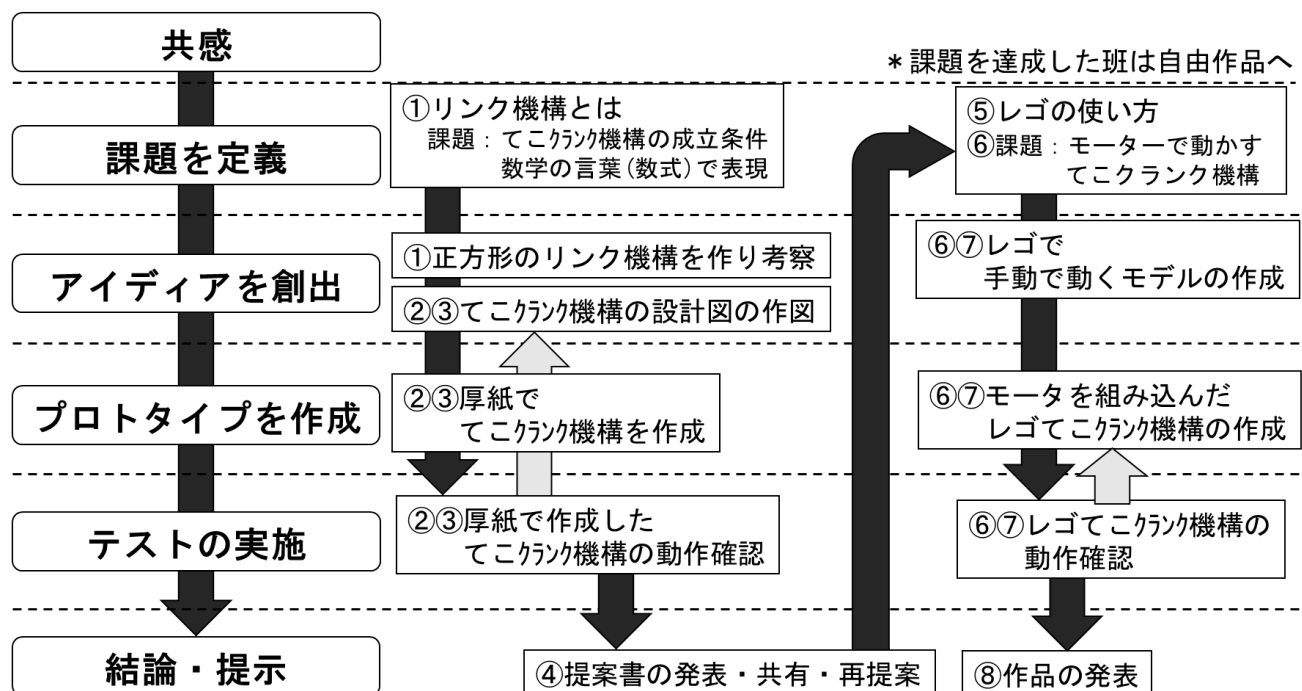 共感
課題を定義
アイディアを創出
プロトタイプを作成
テストの実施
結論・提示
①リンク機構とは
課題：てこｸﾗﾝｸ機構の成立条件
数学の言葉(数式)で表現
①正方形のリンク機構を作り考察
②③てこｸﾗﾝｸ機構の設計図の作図
②③厚紙で
てこｸﾗﾝｸ機構を作成
②③厚紙で作成した
てこｸﾗﾝｸ機構の動作確認
④提案書の発表・共有・再提案
＊課題を達成した班は自由作品へ
⑤レゴの使い方
⑥課題：モーターで動かす
てこクランク機構
⑥⑦レゴで
手動で動くモデルの作成
⑥⑦モータを組み込んだ
レゴてこｸﾗﾝｸ機構の作成
⑥⑦レゴてこｸﾗﾝｸ機構の
動作確認
⑧作品の発表